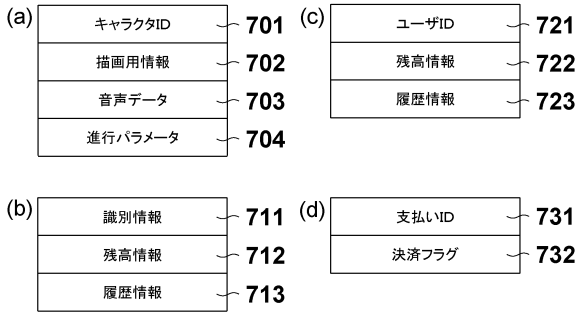 (a)
キャラクタID 701
描画用情報 702
音声データ 703
進行パラメータ 704
(c)
ユーザID 721
残高情報 722
履歴情報 723
(b)
識別情報 711
残高情報 712
履歴情報 713
(d)
支払いID 731
決済フラグ 732